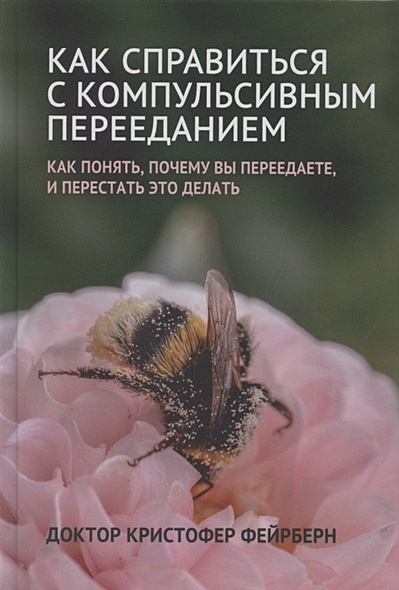 КАК СПРАВИТЬСЯ
С КОМПУЛЬСИВНЫМ
ПЕРЕЕДАНИЕМ
КАК ПОНЯТЬ, ПОЧЕМУ ВЫ ПЕРЕЕДАЕТЕ,
И ПЕРЕСТАТЬ ЭТО ДЕЛАТЬ
ДОКТОР КРИСТОФЕР ФЕЙРБЕРН